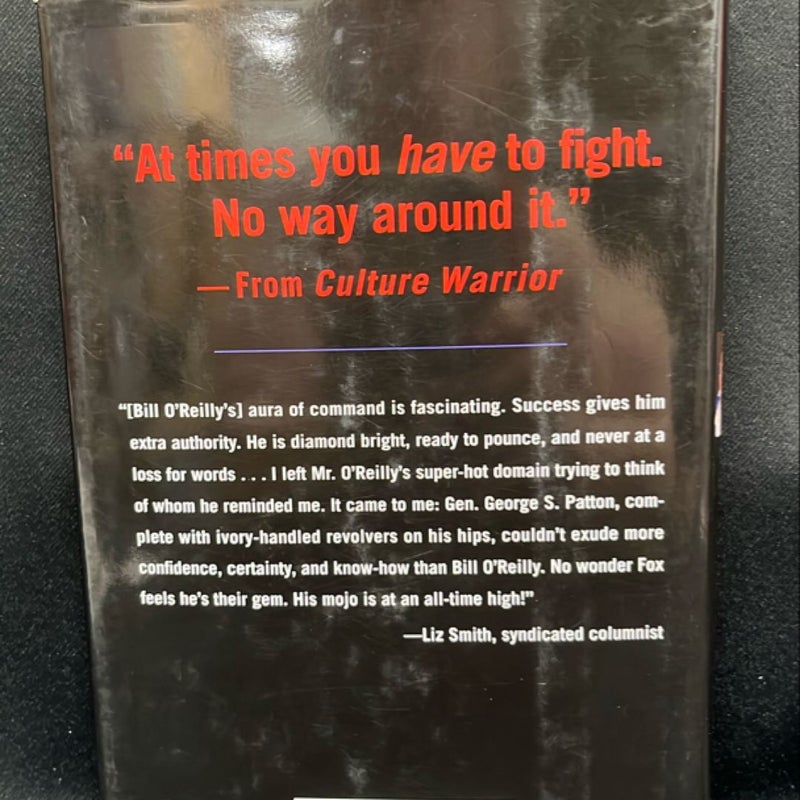 “At times you have to fight.
No way around it.”
—From Culture Warrior
“[Bill O’Reilly’s] aura of command is fascinating. Success gives him
extra authority. He is diamond bright, ready to pounce, and never at a
loss for words . . . I left Mr. O’Reilly’s super-hot domain trying to think
of whom he reminded me. It came to me: Gen. George S. Patton, com-
plete with ivory-handled revolvers on his hips, couldn’t exude more
confidence, certainty, and know-how than Bill O’Reilly. No wonder Fox
feels he’s their gem. His mojo is at an all-time high!”
—Liz Smith, syndicated columnist